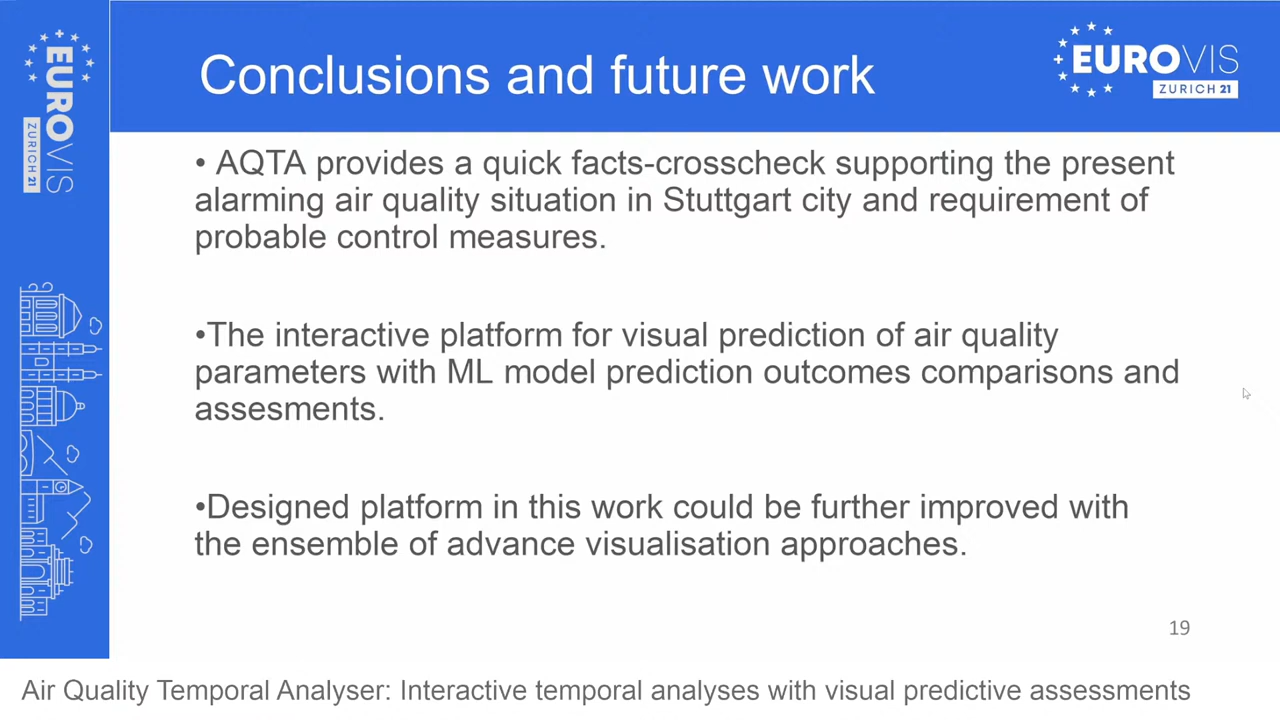 EUROVIS
ZURICH 21
Conclusions and future work
EUROVIS
ZURICH 21
• AQTA provides a quick facts-crosscheck supporting the present
alarming air quality situation in Stuttgart city and requirement of
probable control measures.
•The interactive platform for visual prediction of air quality
parameters with ML model prediction outcomes comparisons and
assesments.
•Designed platform in this work could be further improved with
the ensemble of advance visualisation approaches.
19
Air Quality Temporal Analyser: Interactive temporal analyses with visual predictive assessments